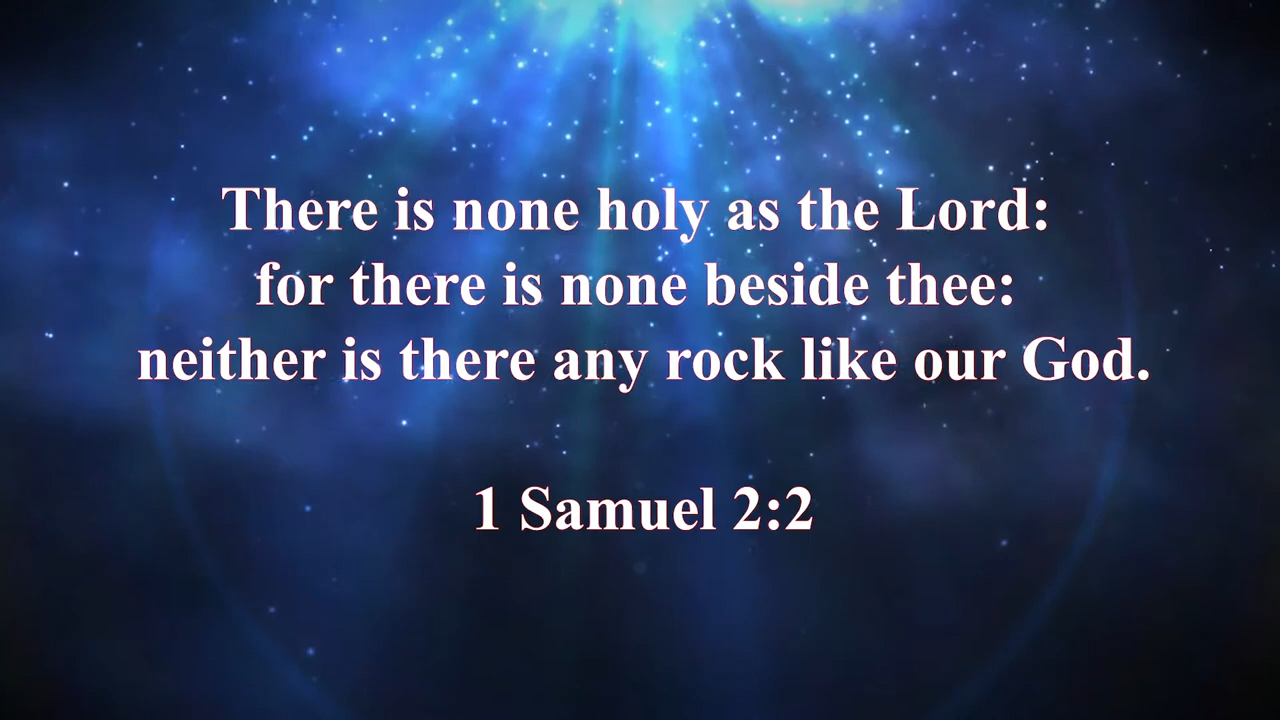 There is none holy as the Lord:
for there is none beside thee:
neither is there any rock like our God.
1 Samuel 2:2